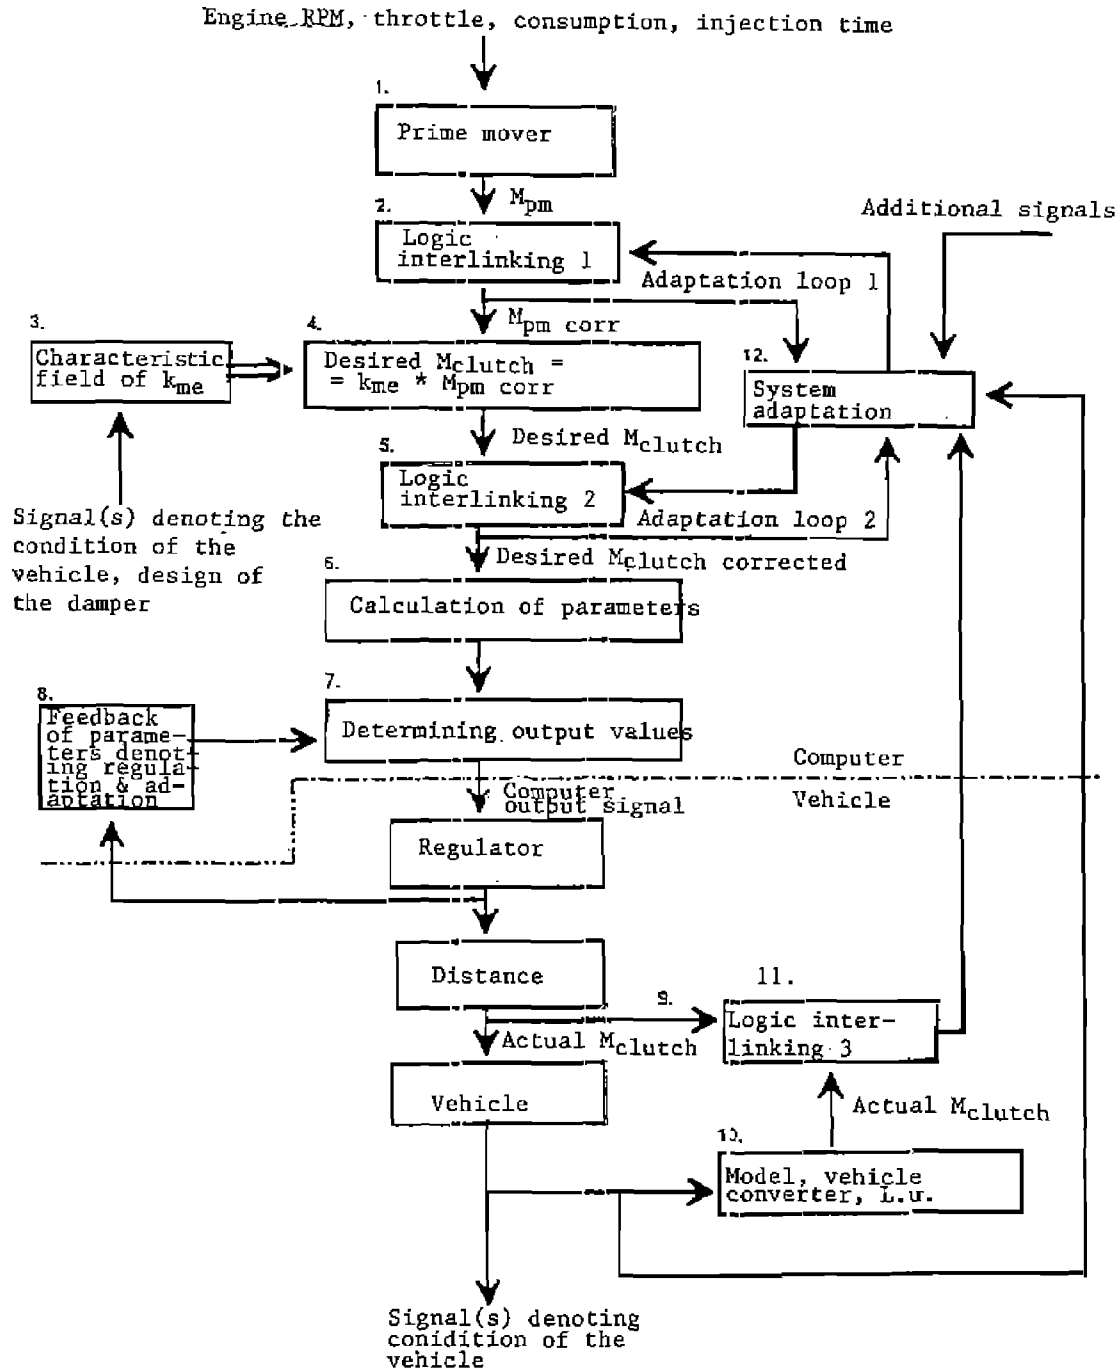 Engine RPM, throttle, consumption, injection time
1.
Prime mover
Mpm
2.
Logic
interlinking 1
Additional signals
Adaptation loop 1
Mpm corr
3.
Characteristic
field of kme
4.
Desired Mclutch =
= kme * Mpm corr
12.
System
adaptation
Desired Mclutch
5.
Logic
interlinking 2
Adaptation loop 2
Signal(s) denoting the
condition of the
vehicle, design of
the damper
Desired Mclutch corrected
6.
Calculation of parameters
7.
Determining output values
8.
Feedback
of parame-
ters denot-
ing regula-
tion & ad-
aptation
Computer
Vehicle
Computer
output signal
Regulator
Distance
9.
11.
Logic inter-
linking 3
Actual Mclutch
Vehicle
Actual Mclutch
10.
Model, vehicle
converter, L.u.
Signal(s) denoting
conidition of the
vehicle